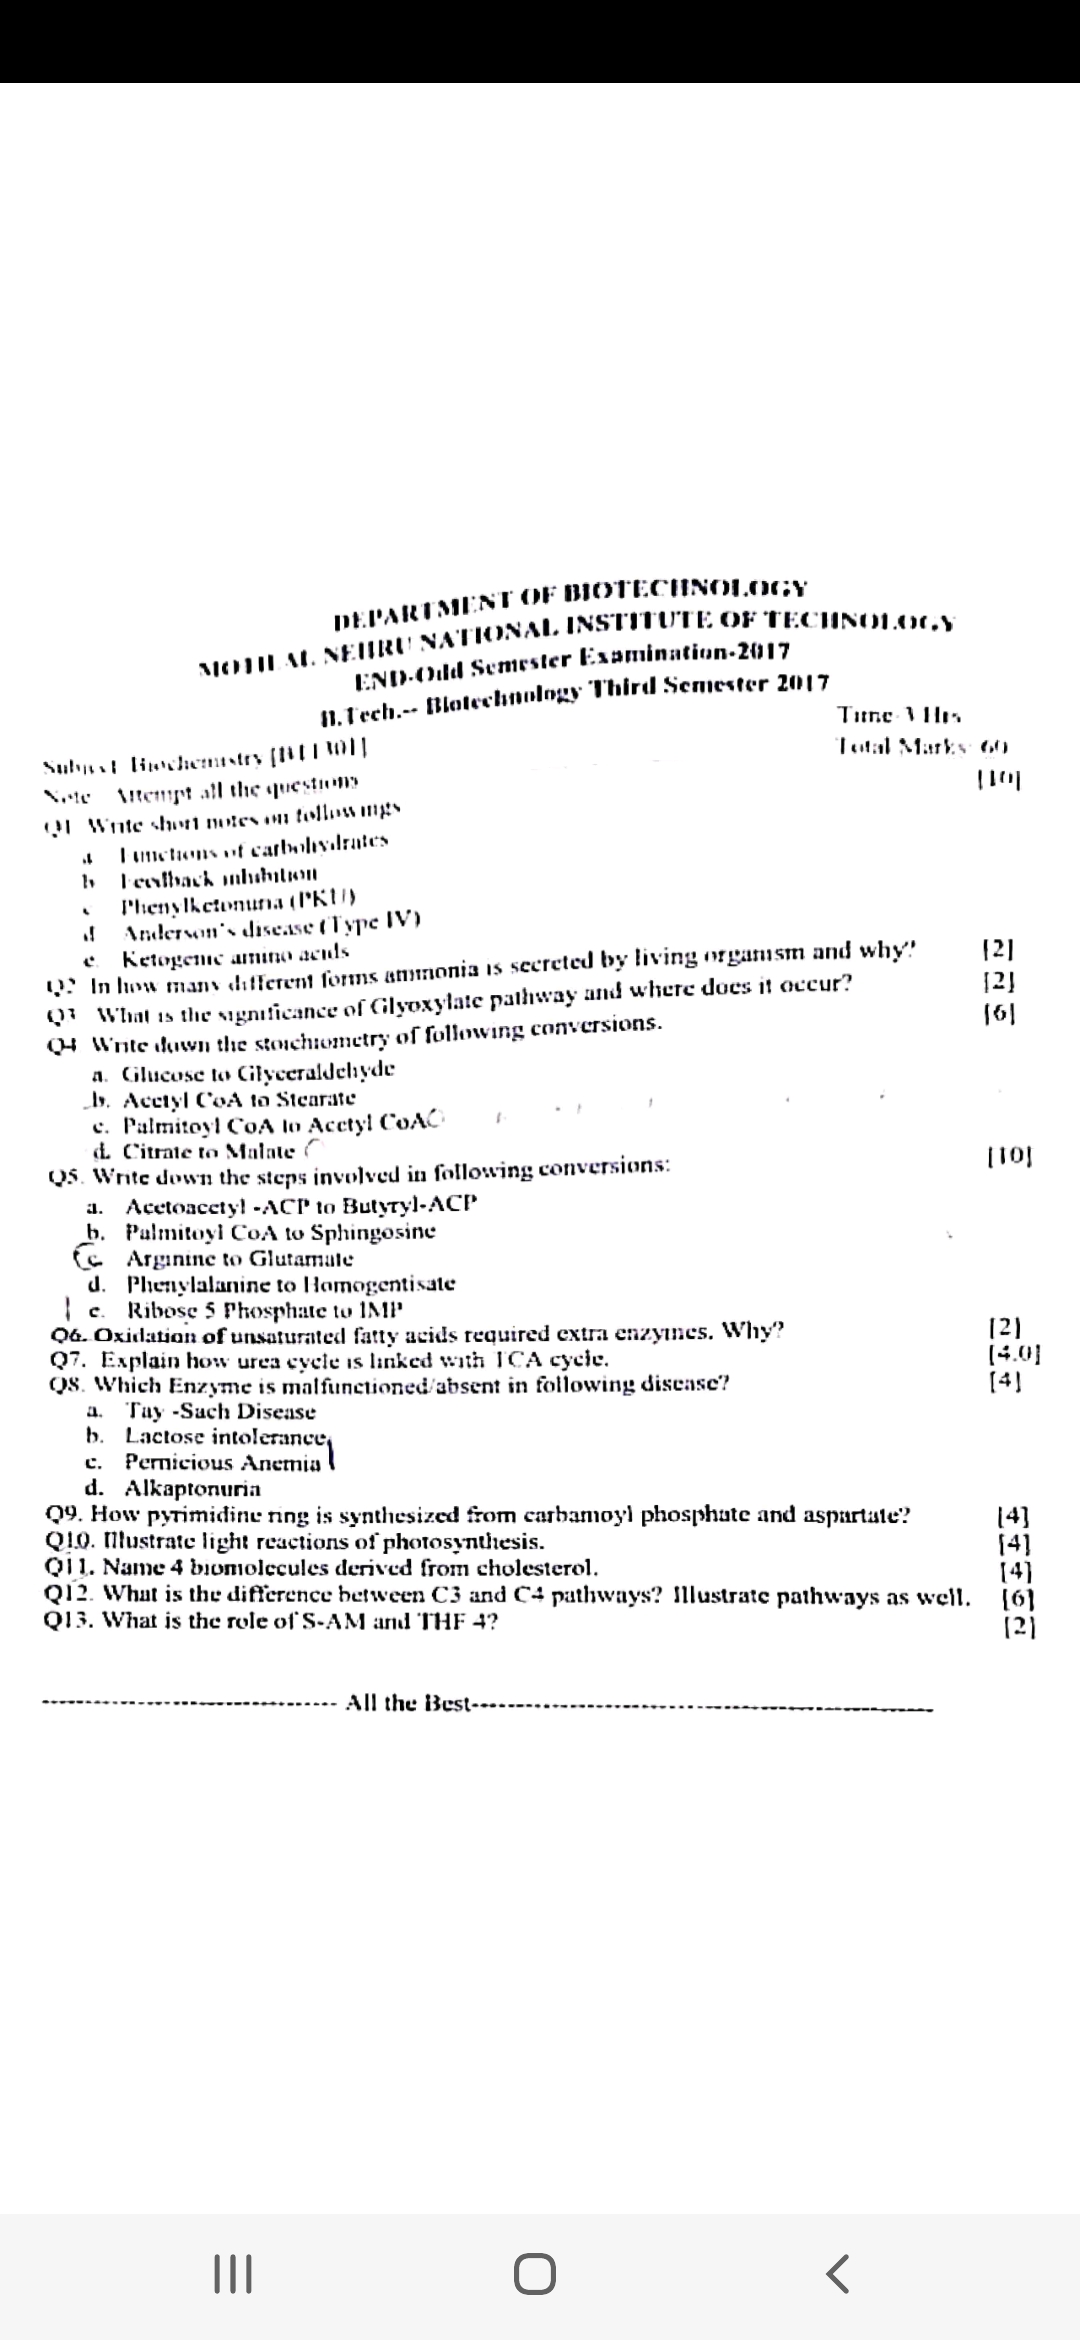 DEPARTMENT OF BIOTECHNOLOGY
MOTILAL NEHRU NATIONAL INSTITUTE OF TECHNOLOGY
END-Odd Semester Examination-2017
B.Tech.-- Biotechnology Third Semester 2017
Time 3 Hrs
Subject Biochemistry
Total Marks 60
Note Attempt all the questions
[10]
Q1 Write short notes on followings
a Functions of carbohydrates
b Feedback inhibition
c Phenylketonuria (PKU)
d Anderson's disease (Type IV)
e. Ketogenic amino acids
Q2 In how many different forms ammonia is secreted by living organism and why? [2]
Q3 What is the significance of Glyoxylate pathway and where does it occur? [2]
Q4 Write down the stoichiometry of following conversions. [6]
a. Glucose to Glyceraldehyde
b. Acetyl CoA to Stearate
c. Palmitoyl CoA to Acetyl CoA
d. Citrate to Malate
Q5. Write down the steps involved in following conversions: [10]
a. Acetoacetyl -ACP to Butyryl-ACP
b. Palmitoyl CoA to Sphingosine
c. Arginine to Glutamate
d. Phenylalanine to Homogentisate
e. Ribose 5 Phosphate to IMP
Q6. Oxidation of unsaturated fatty acids required extra enzymes. Why? [2]
Q7. Explain how urea cycle is linked with TCA cycle. [4.0]
Q8. Which Enzyme is malfunctioned/absent in following disease? [4]
a. Tay -Sach Disease
b. Lactose intolerance
c. Pernicious Anemia
d. Alkaptonuria
Q9. How pyrimidine ring is synthesized from carbamoyl phosphate and aspartate? [4]
Q10. Illustrate light reactions of photosynthesis. [4]
Q11. Name 4 biomolecules derived from cholesterol. [4]
Q12. What is the difference between C3 and C4 pathways? Illustrate pathways as well. [6]
Q13. What is the role of S-AM and THF 4? [2]
-------------------------------- All the Best--------------------------------------------------